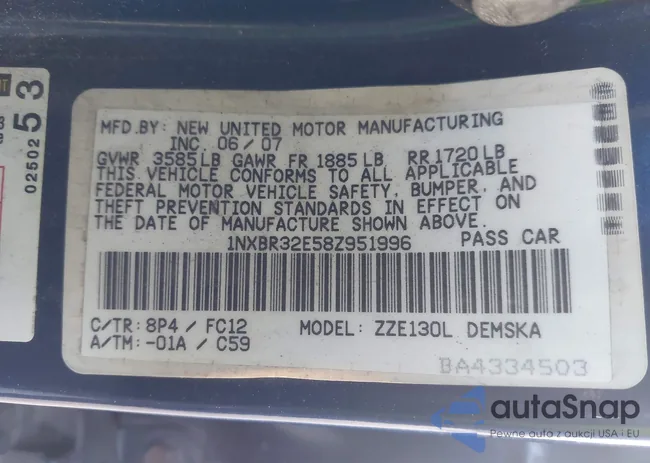 MFD.BY: NEW UNITED MOTOR MANUFACTURING
INC. 06/07
GVWR 3585LB GAWR FR 1885LB RR1720LB
THIS VEHICLE CONFORMS TO ALL APPLICABLE
FEDERAL MOTOR VEHICLE SAFETY, BUMPER, AND
THEFT PREVENTION STANDARDS IN EFFECT ON
THE DATE OF MANUFACTURE SHOWN ABOVE.
1NXBR32E58Z951996 PASS CAR
C/TR: 8P4 / FC12 MODEL: ZZE130L DEMSKA
A/TM: -01A / C59
BA4334503
02502 53
autaSnap
Pewne auta z aukcji USA i EU